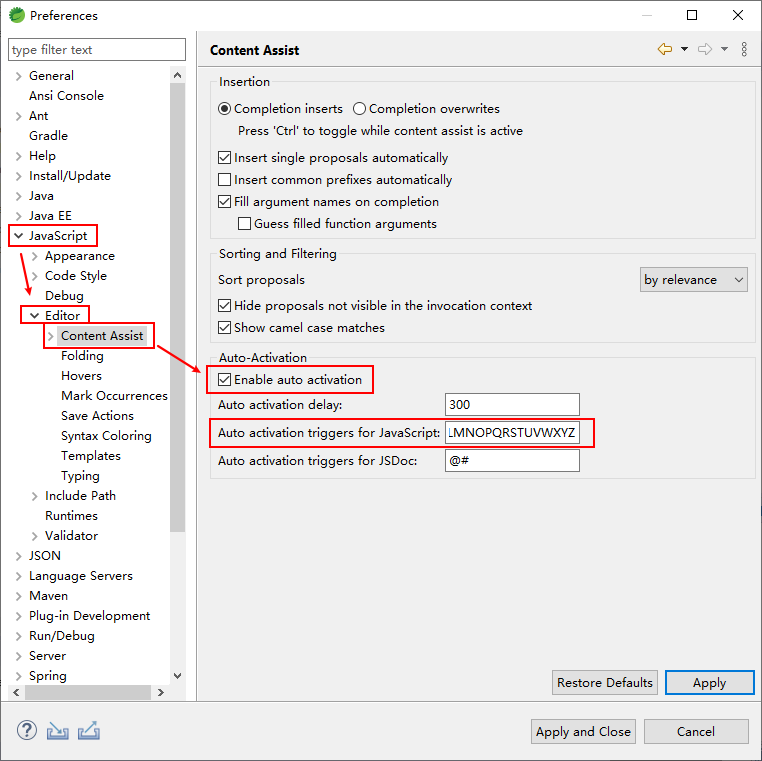 Preferences
type filter text
General
Ansi Console
Ant
Gradle
Help
Install/Update
Java
Java EE
JavaScript
Appearance
Code Style
Debug
Editor
Content Assist
Folding
Hovers
Mark Occurrences
Save Actions
Syntax Coloring
Templates
Typing
Include Path
Runtimes
Validator
JSON
Language Servers
Maven
Plug-in Development
Run/Debug
Server
Spring
Content Assist
Insertion
Completion inserts Completion overwrites
Press 'Ctrl' to toggle while content assist is active
Insert single proposals automatically
Insert common prefixes automatically
Fill argument names on completion
Guess filled function arguments
Sorting and Filtering
Sort proposals by relevance
Hide proposals not visible in the invocation context
Show camel case matches
Auto-Activation
Enable auto activation
Auto activation delay: 300
Auto activation triggers for JavaScript: LMNOPQRSTUVWXYZ
Auto activation triggers for JSDoc: @#
Restore Defaults Apply
? Apply and Close Cancel